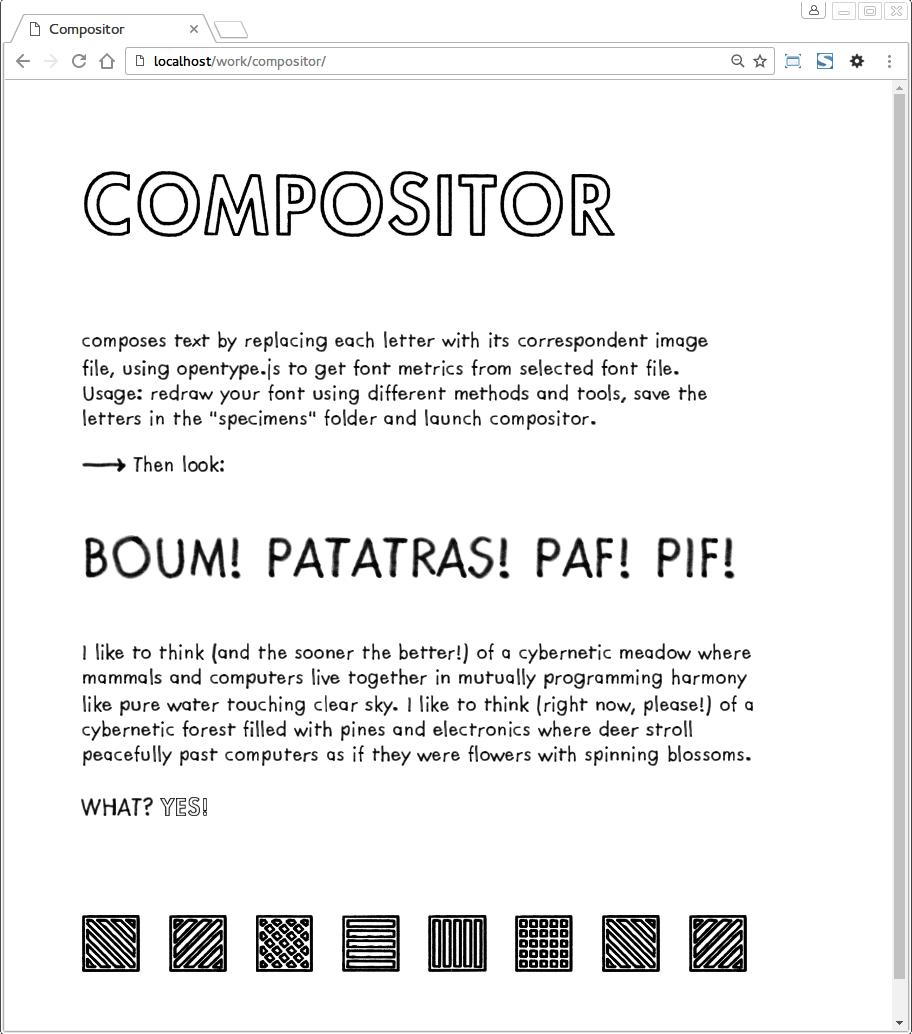 Compositor
localhost/work/compositor/
COMPOSITOR
composes text by replacing each letter with its correspondent image
file, using opentype.js to get font metrics from selected font file.
Usage: redraw your font using different methods and tools, save the
letters in the "specimens" folder and launch compositor.
→ Then look:
BOUM! PATATRAS! PAF! PIF!
I like to think (and the sooner the better!) of a cybernetic meadow where
mammals and computers live together in mutually programming harmony
like pure water touching clear sky. I like to think (right now, please!) of a
cybernetic forest filled with pines and electronics where deer stroll
peacefully past computers as if they were flowers with spinning blossoms.
WHAT? YES!